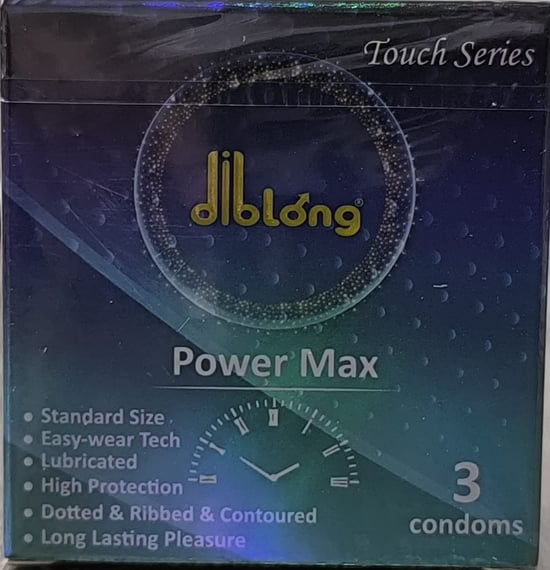 Touch Series
diblong®
Power Max
• Standard Size
• Easy-wear Tech
• Lubricated
• High Protection
• Dotted & Ribbed & Contoured
• Long Lasting Pleasure
3
condoms